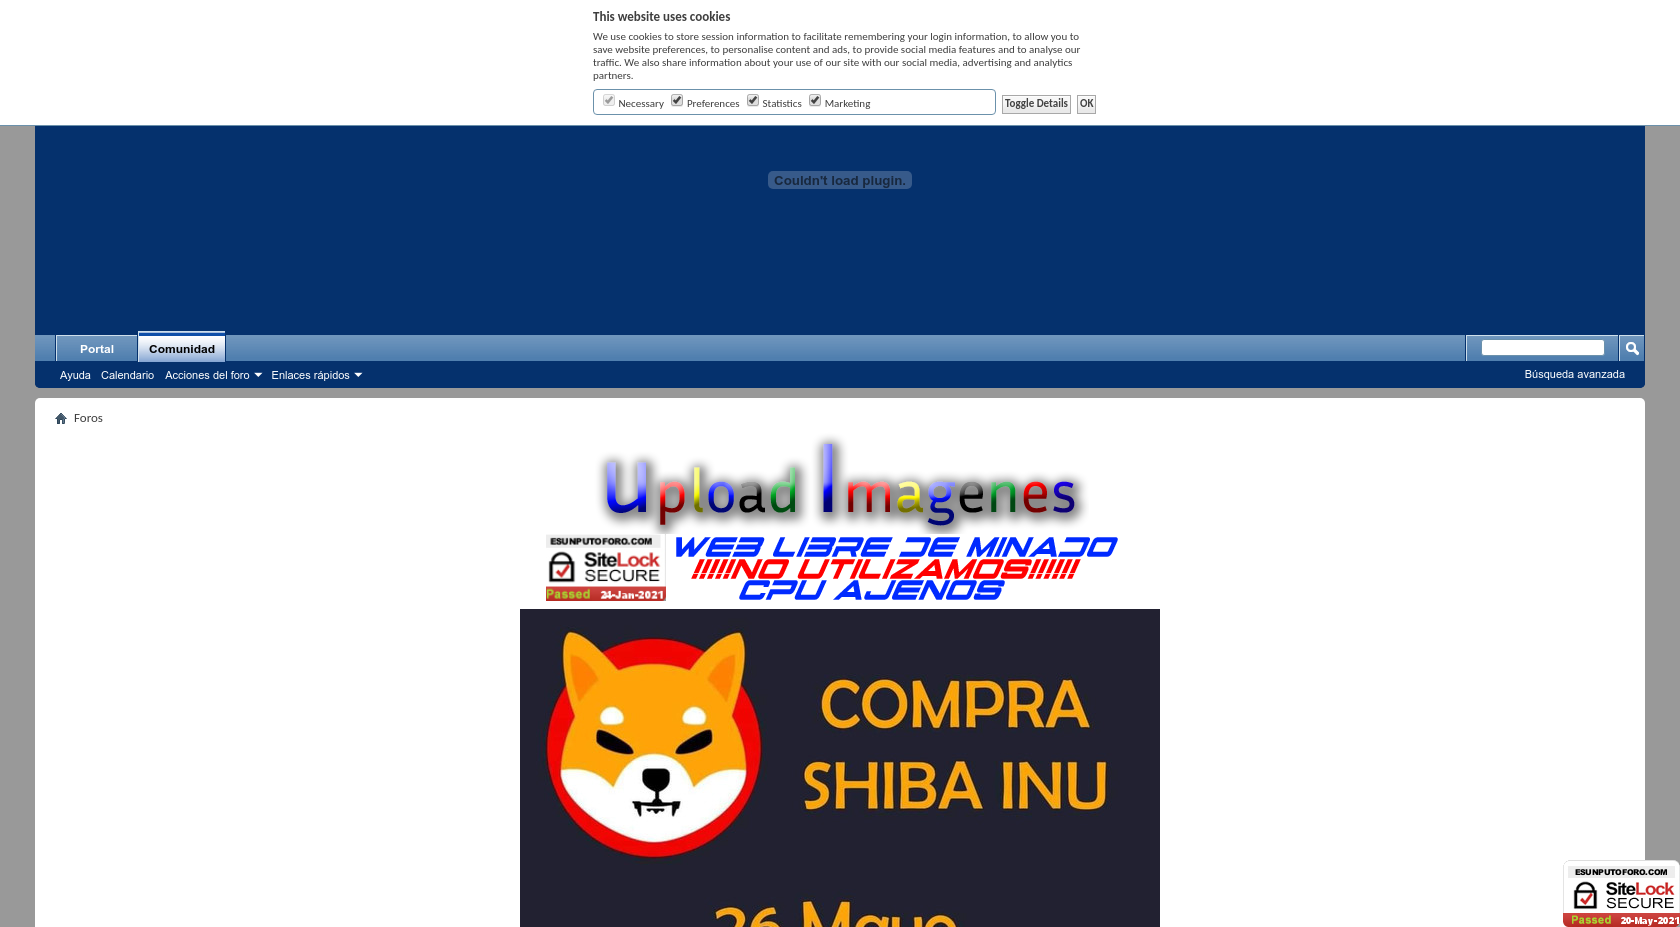 This website uses cookies
We use cookies to store session information to facilitate remembering your login information, to allow you to
save website preferences, to personalise content and ads, to provide social media features and to analyse our
traffic. We also share information about your use of our site with our social media, advertising and analytics
partners.
Necessary Preferences Statistics Marketing Toggle Details OK
Couldn't load plugin.
Portal Comunidad
Ayuda Calendario Acciones del foro Enlaces rápidos Búsqueda avanzada
Foros
Upload Imagenes
ESUNPUTOFORO.COM
SiteLock
SECURE
Passed 24-Jan-2021
WEB LIBRE DE MINADO
!!!!!!NO UTILIZAMOS!!!!!!
CPU AJENOS
COMPRA
SHIBA INU
26 Mayo
ESUNPUTOFORO.COM
SiteLock
SECURE
Passed 20-May-2021